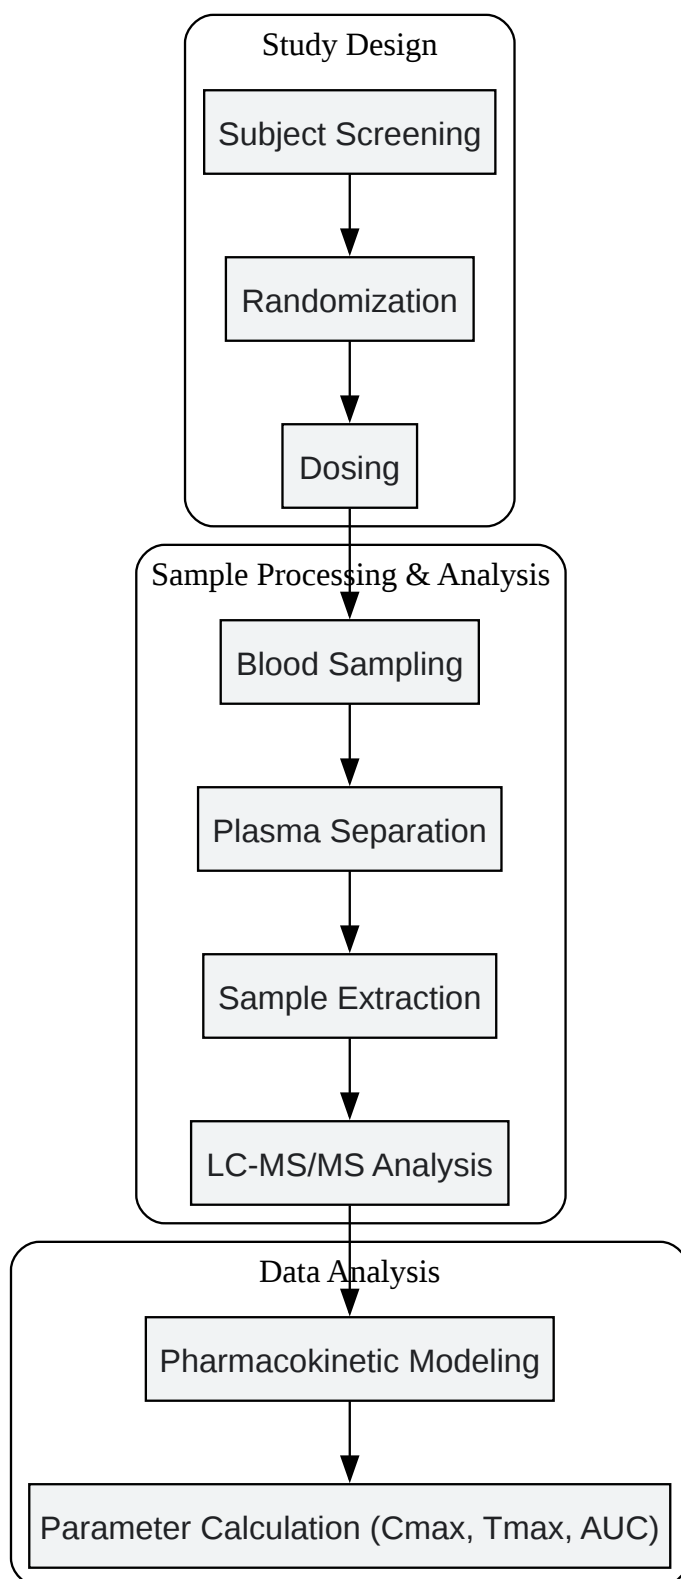 Study Design
Subject Screening
Randomization
Dosing
Sample Processing & Analysis
Blood Sampling
Plasma Separation
Sample Extraction
LC-MS/MS Analysis
Data Analysis
Pharmacokinetic Modeling
Parameter Calculation (Cmax, Tmax, AUC)